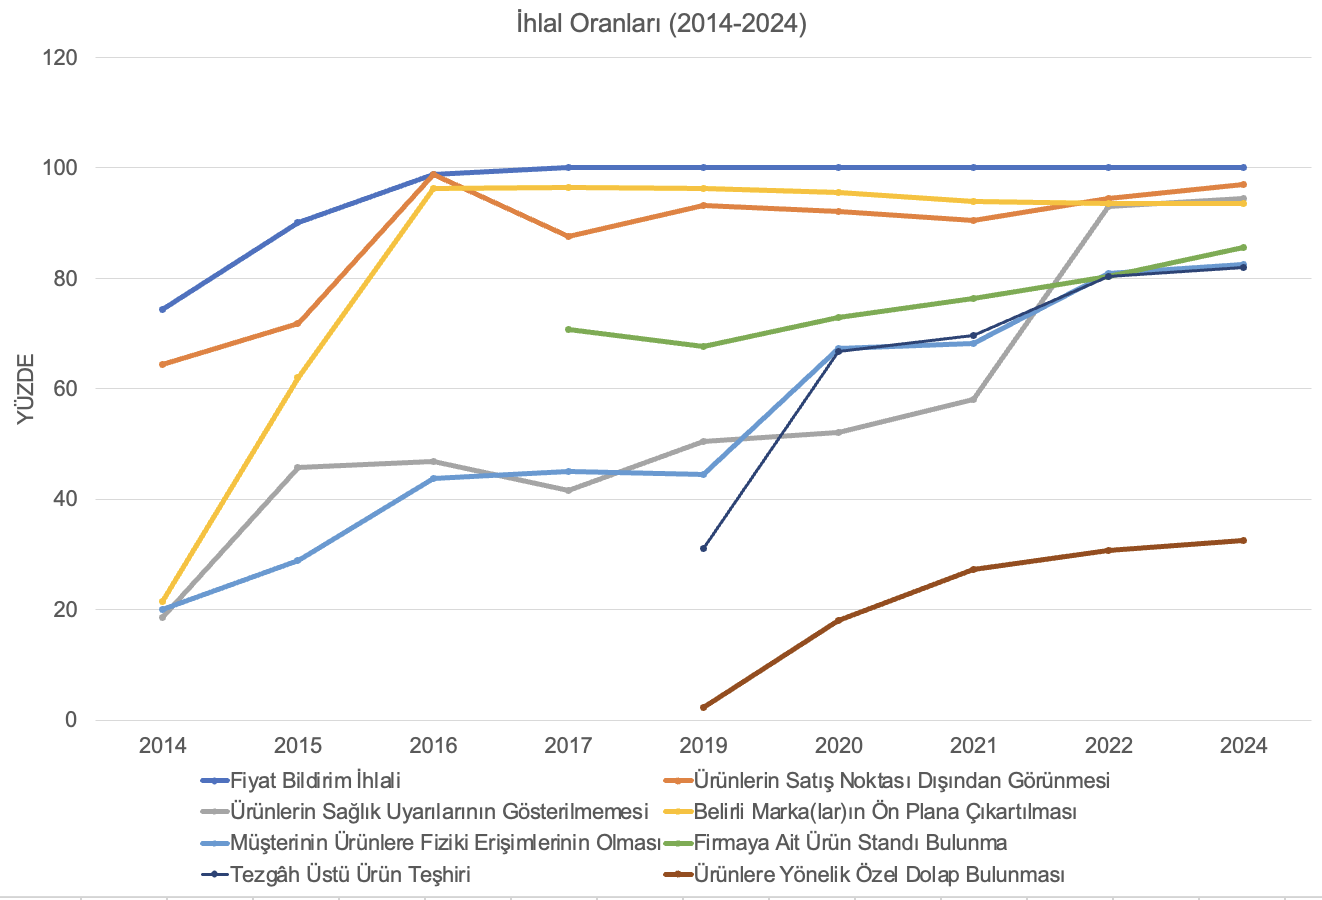 İhlal Oranları (2014-2024)
120
100
80
60
40
20
0
YÜZDE
2014 2015 2016 2017 2019 2020 2021 2022 2024
Fiyat Bildirim İhlali Ürünlerin Satış Noktası Dışından Görünmesi
Ürünlerin Sağlık Uyarılarının Gösterilmemesi Belirli Marka(lar)ın Ön Plana Çıkartılması
Müşterinin Ürünlere Fiziki Erişimlerinin Olması Firmaya Ait Ürün Standı Bulunma
Tezgâh Üstü Ürün Teşhiri Ürünlere Yönelik Özel Dolap Bulunması